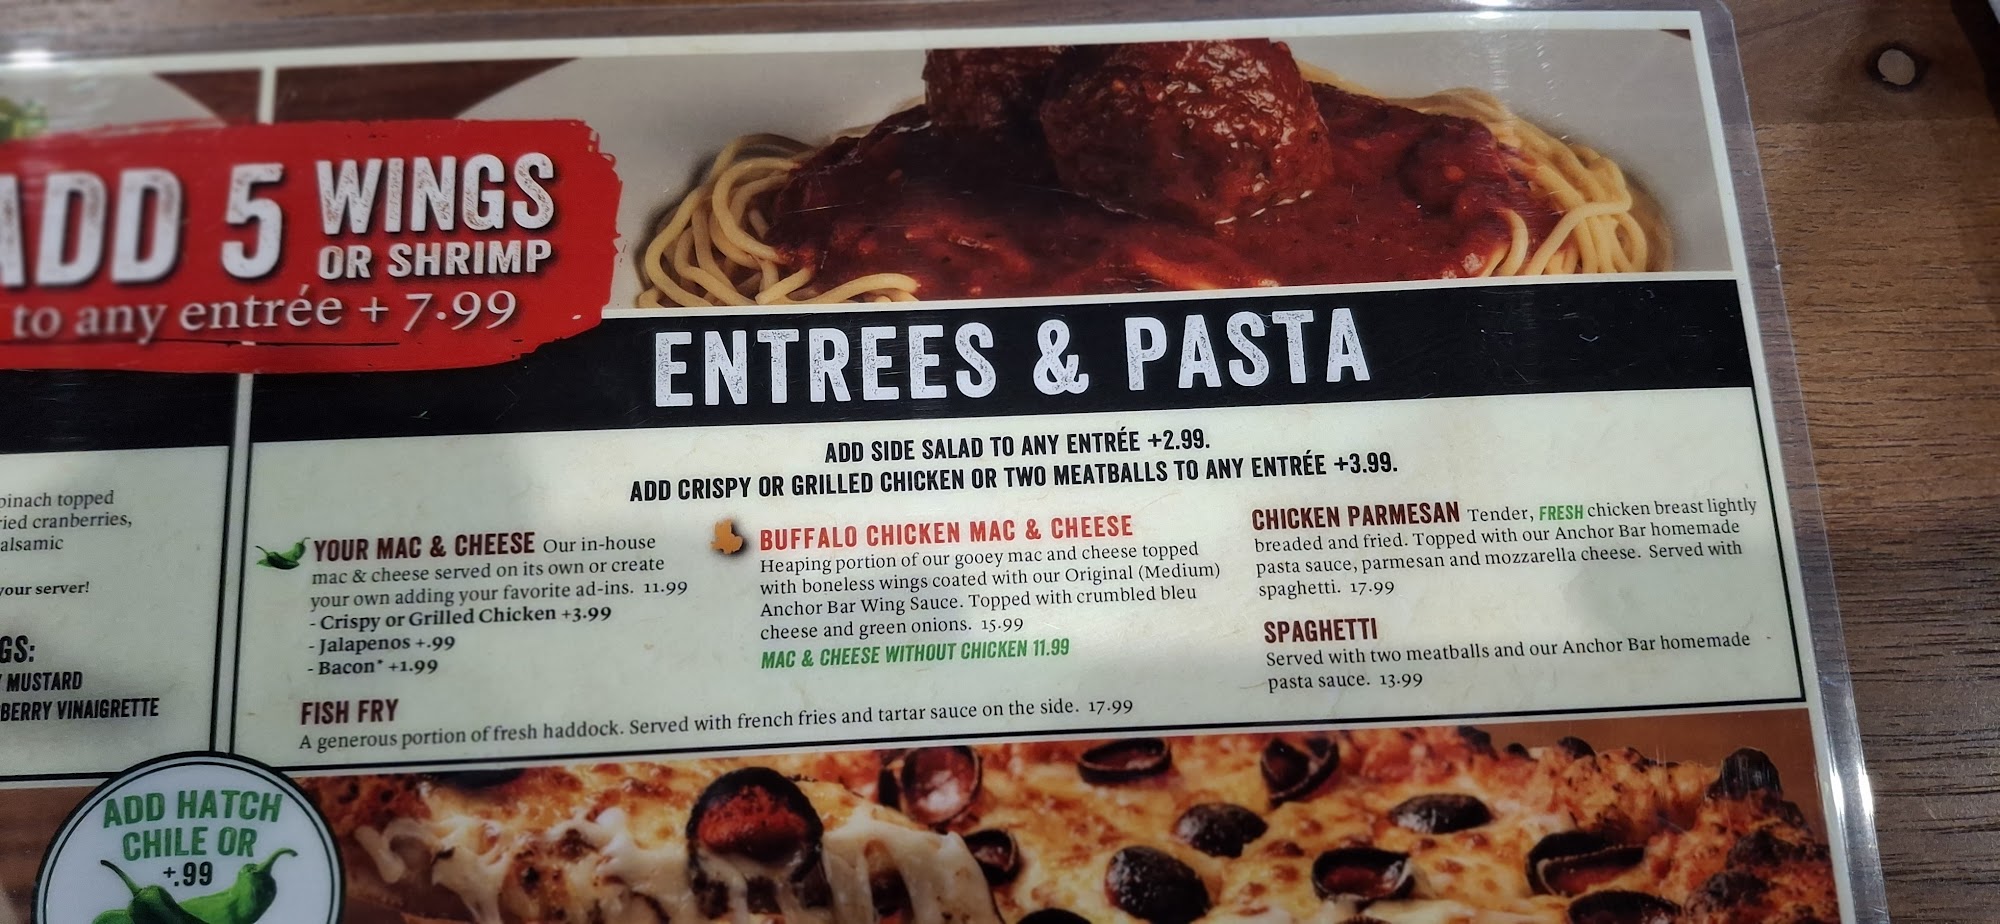 ADD 5 WINGS
OR SHRIMP
to any entrée + 7.99
ENTREES & PASTA
ADD SIDE SALAD TO ANY ENTRÉE +2.99.
ADD CRISPY OR GRILLED CHICKEN OR TWO MEATBALLS TO ANY ENTRÉE +3.99.
YOUR MAC & CHEESE Our in-house
mac & cheese served on its own or create
your own adding your favorite ad-ins. 11.99
- Crispy or Grilled Chicken +3.99
- Jalapenos +.99
- Bacon* +1.99
FISH FRY
A generous portion of fresh haddock. Served with french fries and tartar sauce on the side. 17.99
BUFFALO CHICKEN MAC & CHEESE
Heaping portion of our gooey mac and cheese topped
with boneless wings coated with our Original (Medium)
Anchor Bar Wing Sauce. Topped with crumbled bleu
cheese and green onions. 15.99
MAC & CHEESE WITHOUT CHICKEN 11.99
CHICKEN PARMESAN Tender, FRESH chicken breast lightly
breaded and fried. Topped with our Anchor Bar homemade
pasta sauce, parmesan and mozzarella cheese. Served with
spaghetti. 17.99
SPAGHETTI
Served with two meatballs and our Anchor Bar homemade
pasta sauce. 13.99
topped
cranberries,
your server!
MUSTARD
VINAIGRETTE
ADD HATCH
CHILE OR
+.99